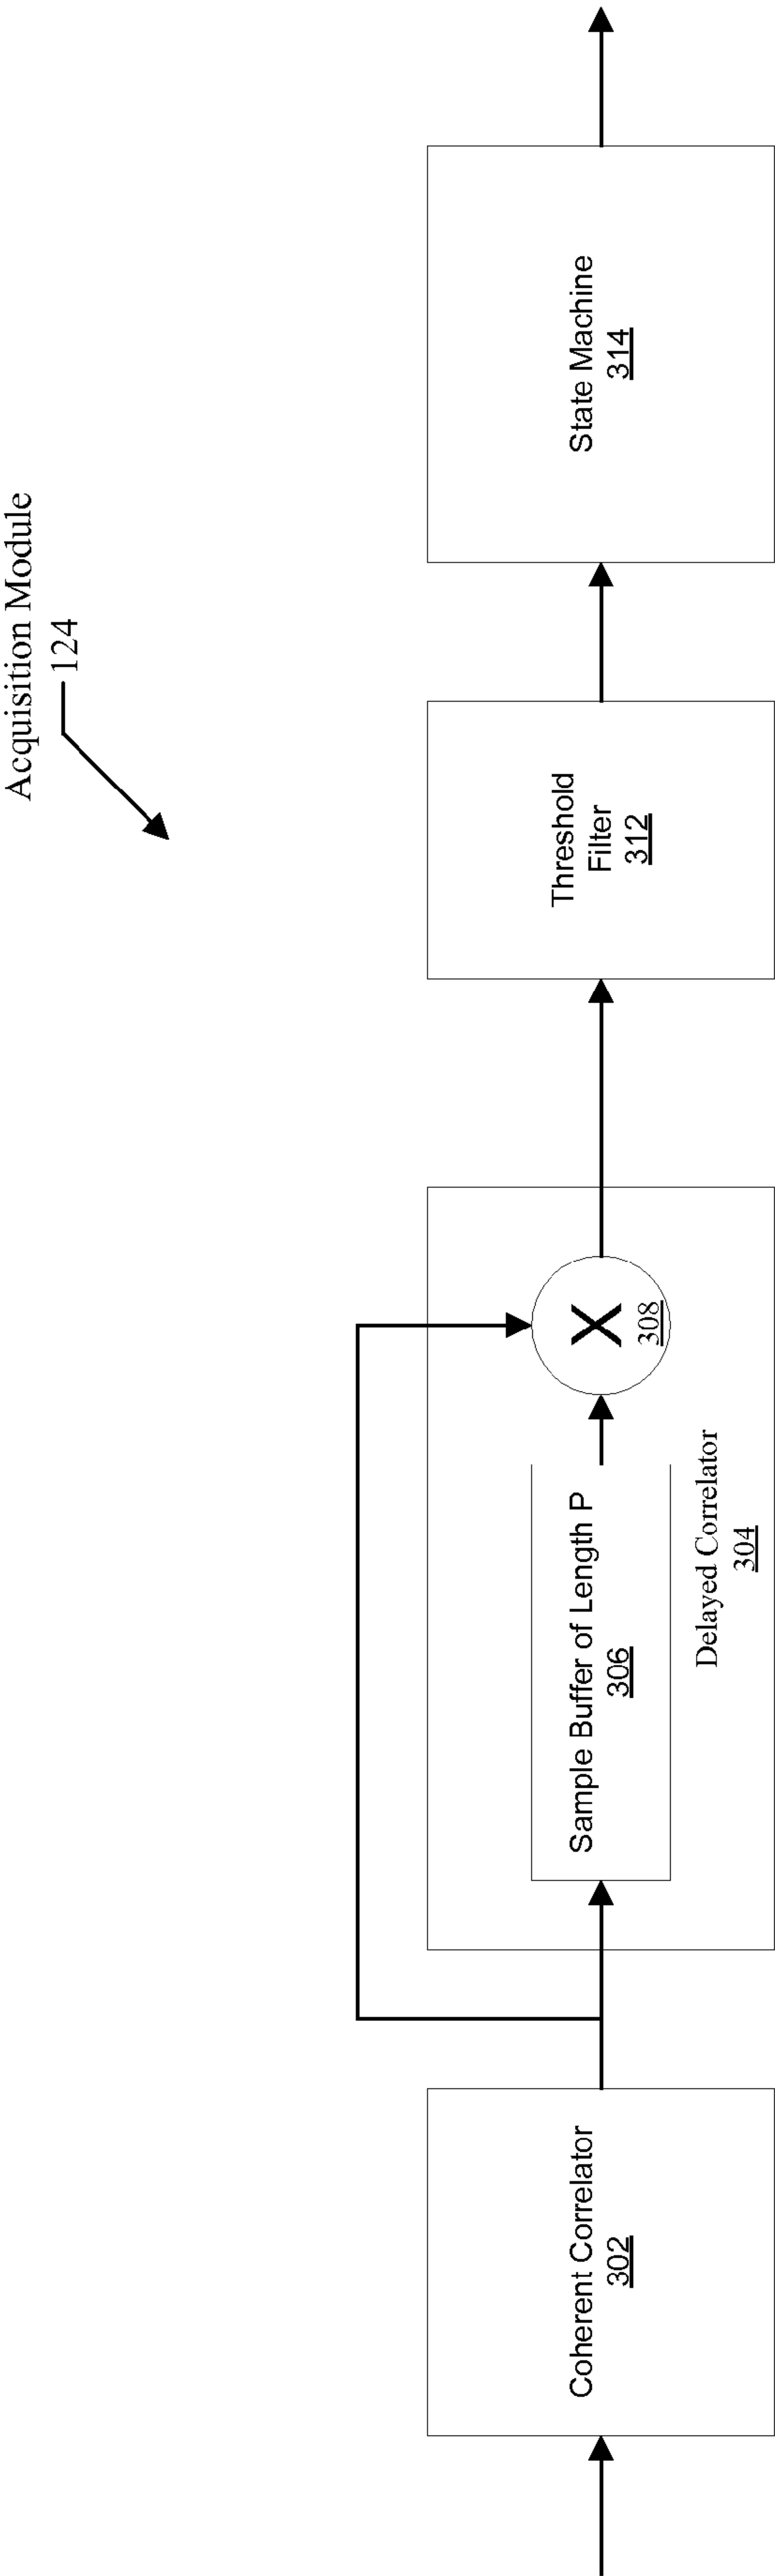 Acquisition Module
124
Coherent Correlator
302
Sample Buffer of Length P
306
X
308
Delayed Correlator
304
Threshold
Filter
312
State Machine
314